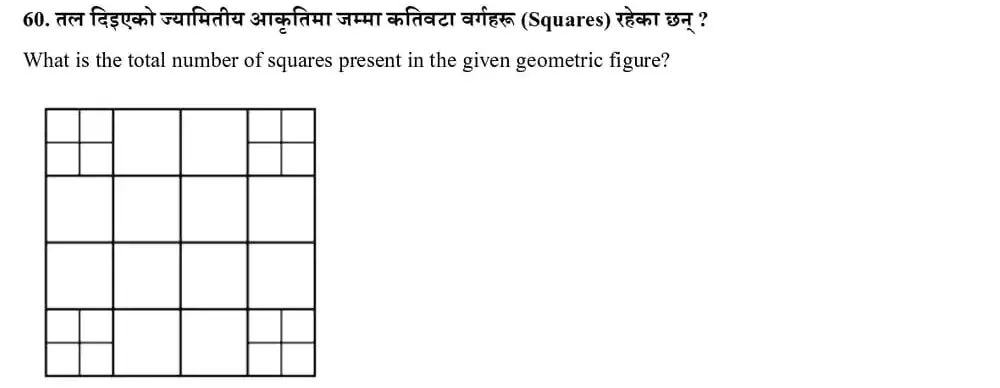 60. तल दिइएको ज्यामितीय आकृतिमा जम्मा कतिवटा वर्गहरू (Squares) रहेका छन् ?
What is the total number of squares present in the given geometric figure?